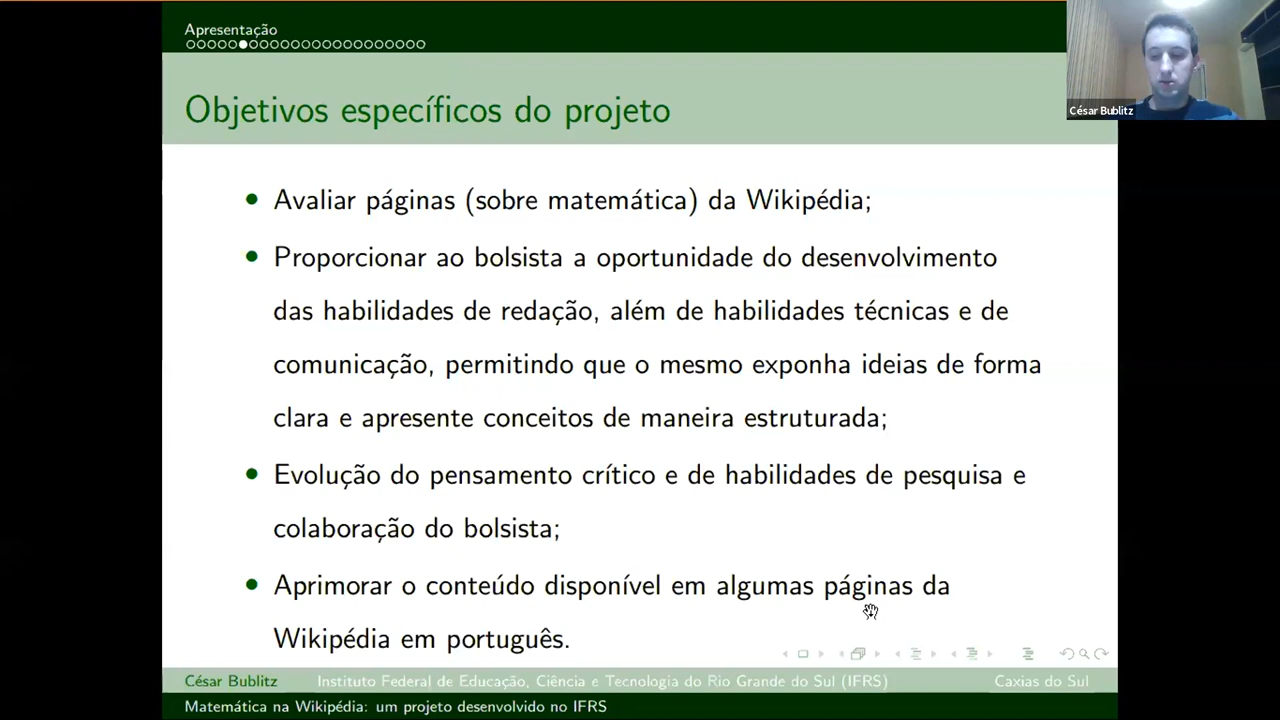 Apresentação
César Bublitz
Objetivos específicos do projeto
• Avaliar páginas (sobre matemática) da Wikipédia;
• Proporcionar ao bolsista a oportunidade do desenvolvimento
das habilidades de redação, além de habilidades técnicas e de
comunicação, permitindo que o mesmo exponha ideias de forma
clara e apresente conceitos de maneira estruturada;
• Evolução do pensamento crítico e de habilidades de pesquisa e
colaboração do bolsista;
• Aprimorar o conteúdo disponível em algumas páginas da
Wikipédia em português.
César Bublitz Instituto Federal de Educação, Ciência e Tecnologia do Rio Grande do Sul (IFRS) Caxias do Sul
Matemática na Wikipédia: um projeto desenvolvido no IFRS